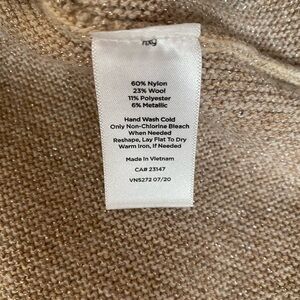 60% Nylon
23% Wool
11% Polyester
6% Metallic
Hand Wash Cold
Only Non-Chlorine Bleach
When Needed
Reshape, Lay Flat To Dry
Warm Iron, If Needed
Made In Vietnam
CA# 23147
VN5272 07/20